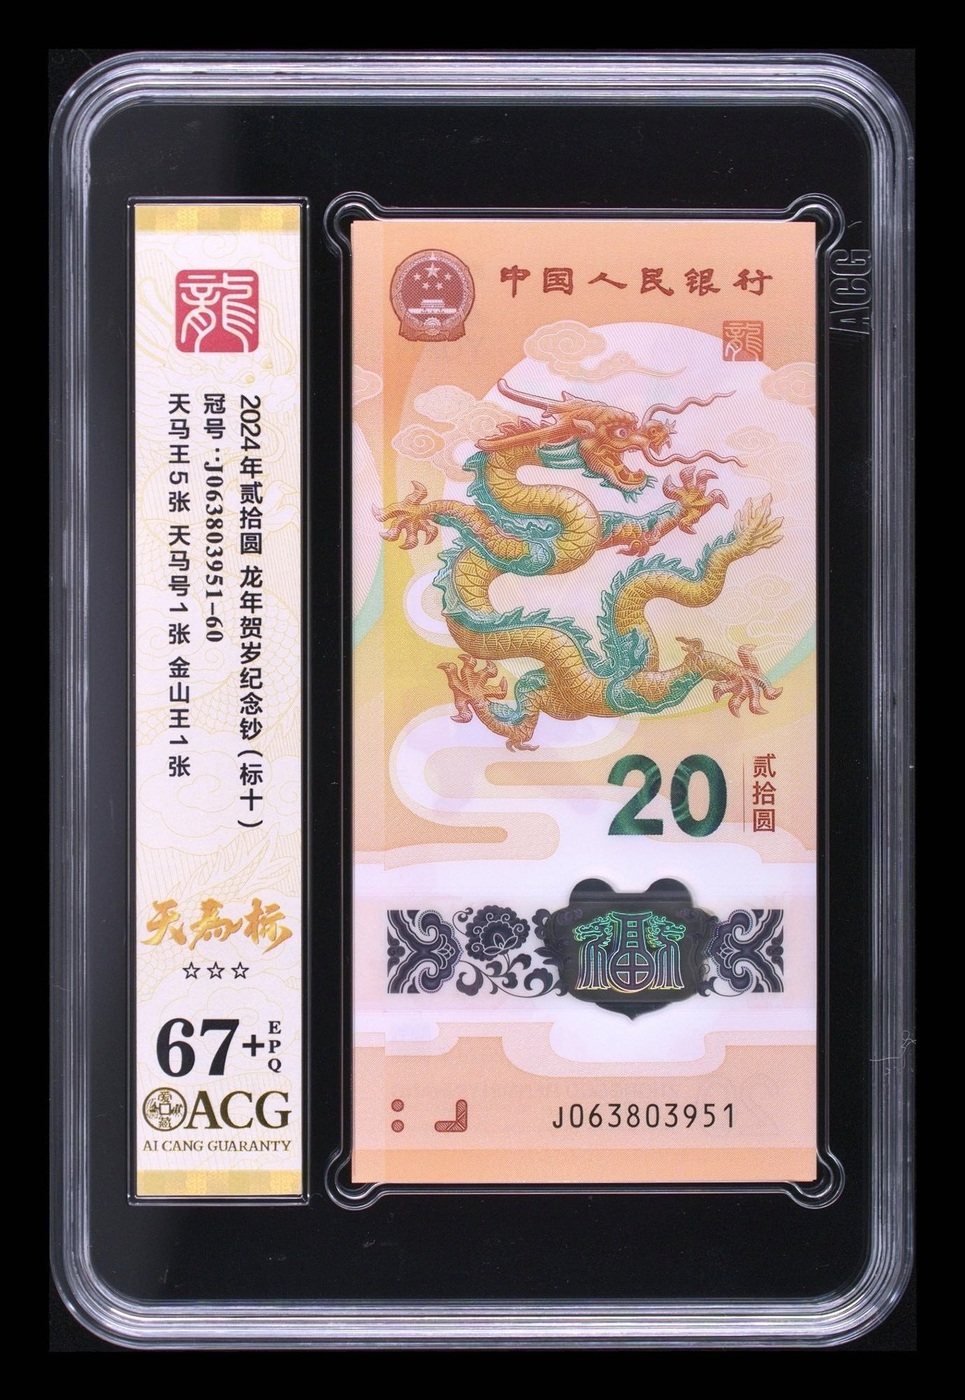 龍
2024年贰拾圆 龙年贺岁纪念钞(标十)
冠号:J063803951-60
天马王5张 天马号1张 金山王1张
天马标
☆☆☆
67+EPQ
ACG
AI CANG GUARANTY
中国人民银行
龍
20
贰拾圆
福
J063803951
ACG